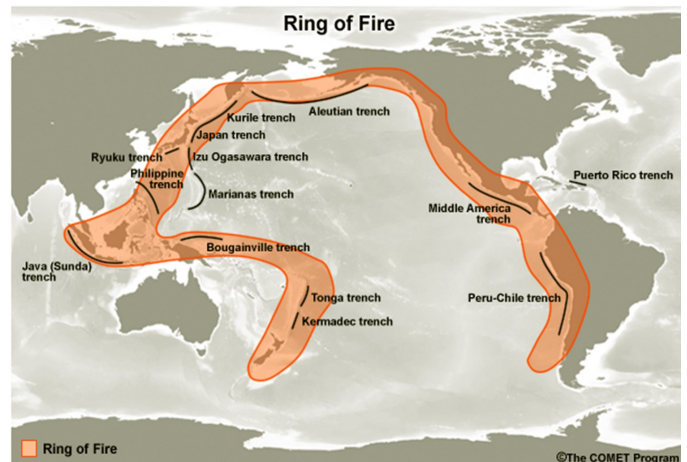 Ring of Fire
Kurile trench
Aleutian trench
Japan trench
Ryuku trench
Izu Ogasawara trench
Philippine
trench
Marianas trench
Puerto Rico trench
Middle America
trench
Bougainville trench
Java (Sunda)
trench
Tonga trench
Peru-Chile trench
Kermadec trench
Ring of Fire
©The COMET Program